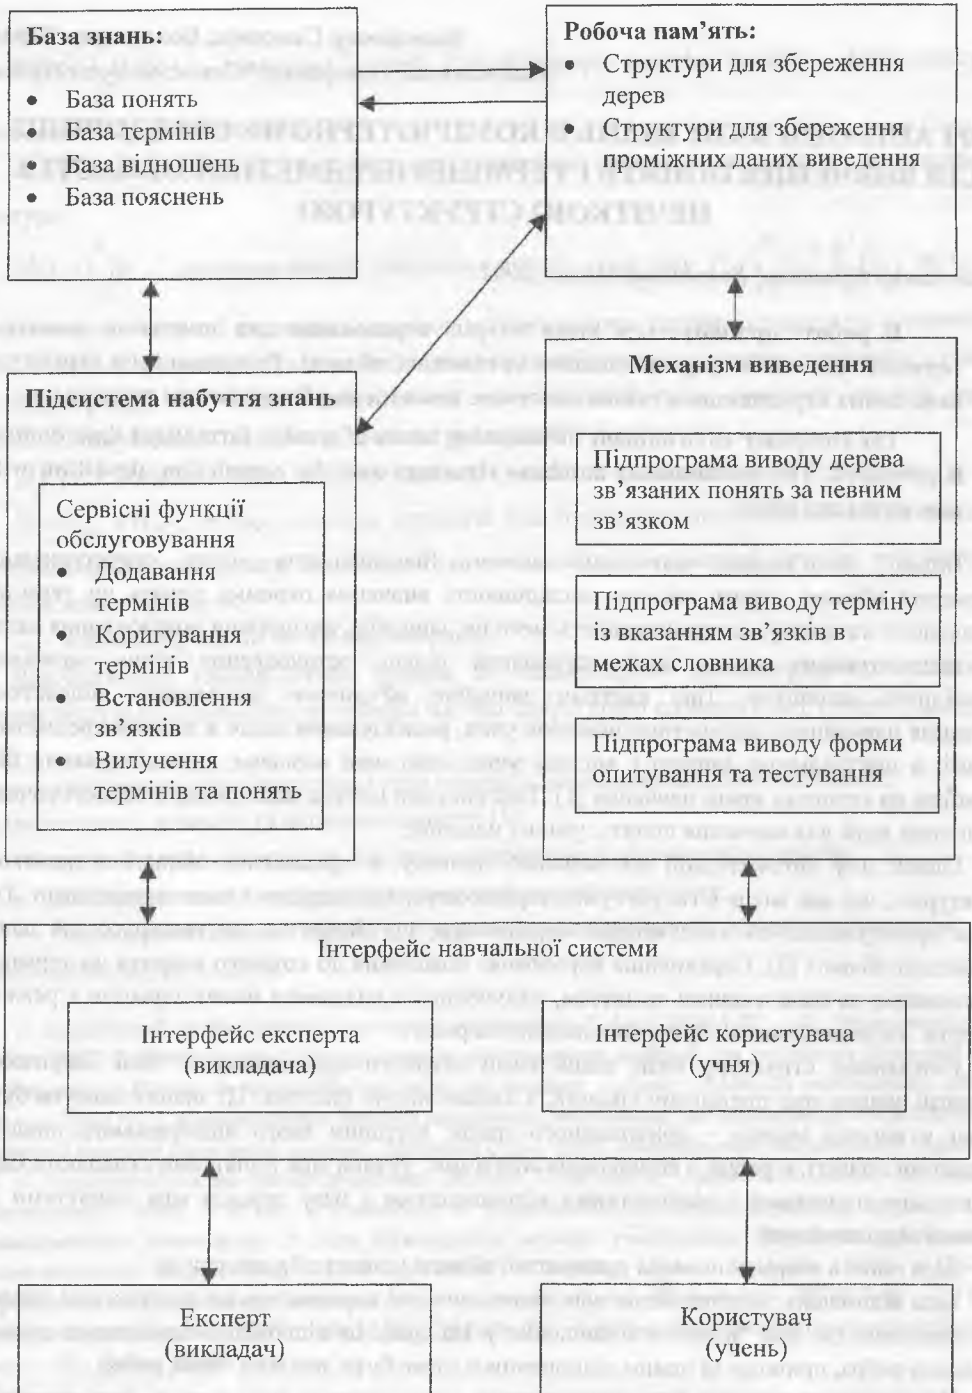 База знань:
• База понять
• База термінів
• База відношень
• База пояснень
Робоча пам’ять:
• Структури для збереження
дерев
• Структури для збереження
проміжних даних виведення
Підсистема набуття знань
Сервісні функції
обслуговування
• Додавання
термінів
• Коригування
термінів
• Встановлення
зв’язків
• Вилучення
термінів та понять
Механізм виведення
Підпрограма виводу дерева
зв’язаних понять за певним
зв’язком
Підпрограма виводу терміну
із вказанням зв’язків в
межах словника
Підпрограма виводу форми
опитування та тестування
Інтерфейс навчальної системи
Інтерфейс експерта
(викладача)
Інтерфейс користувача
(учня)
Експерт
(викладач)
Користувач
(учень)